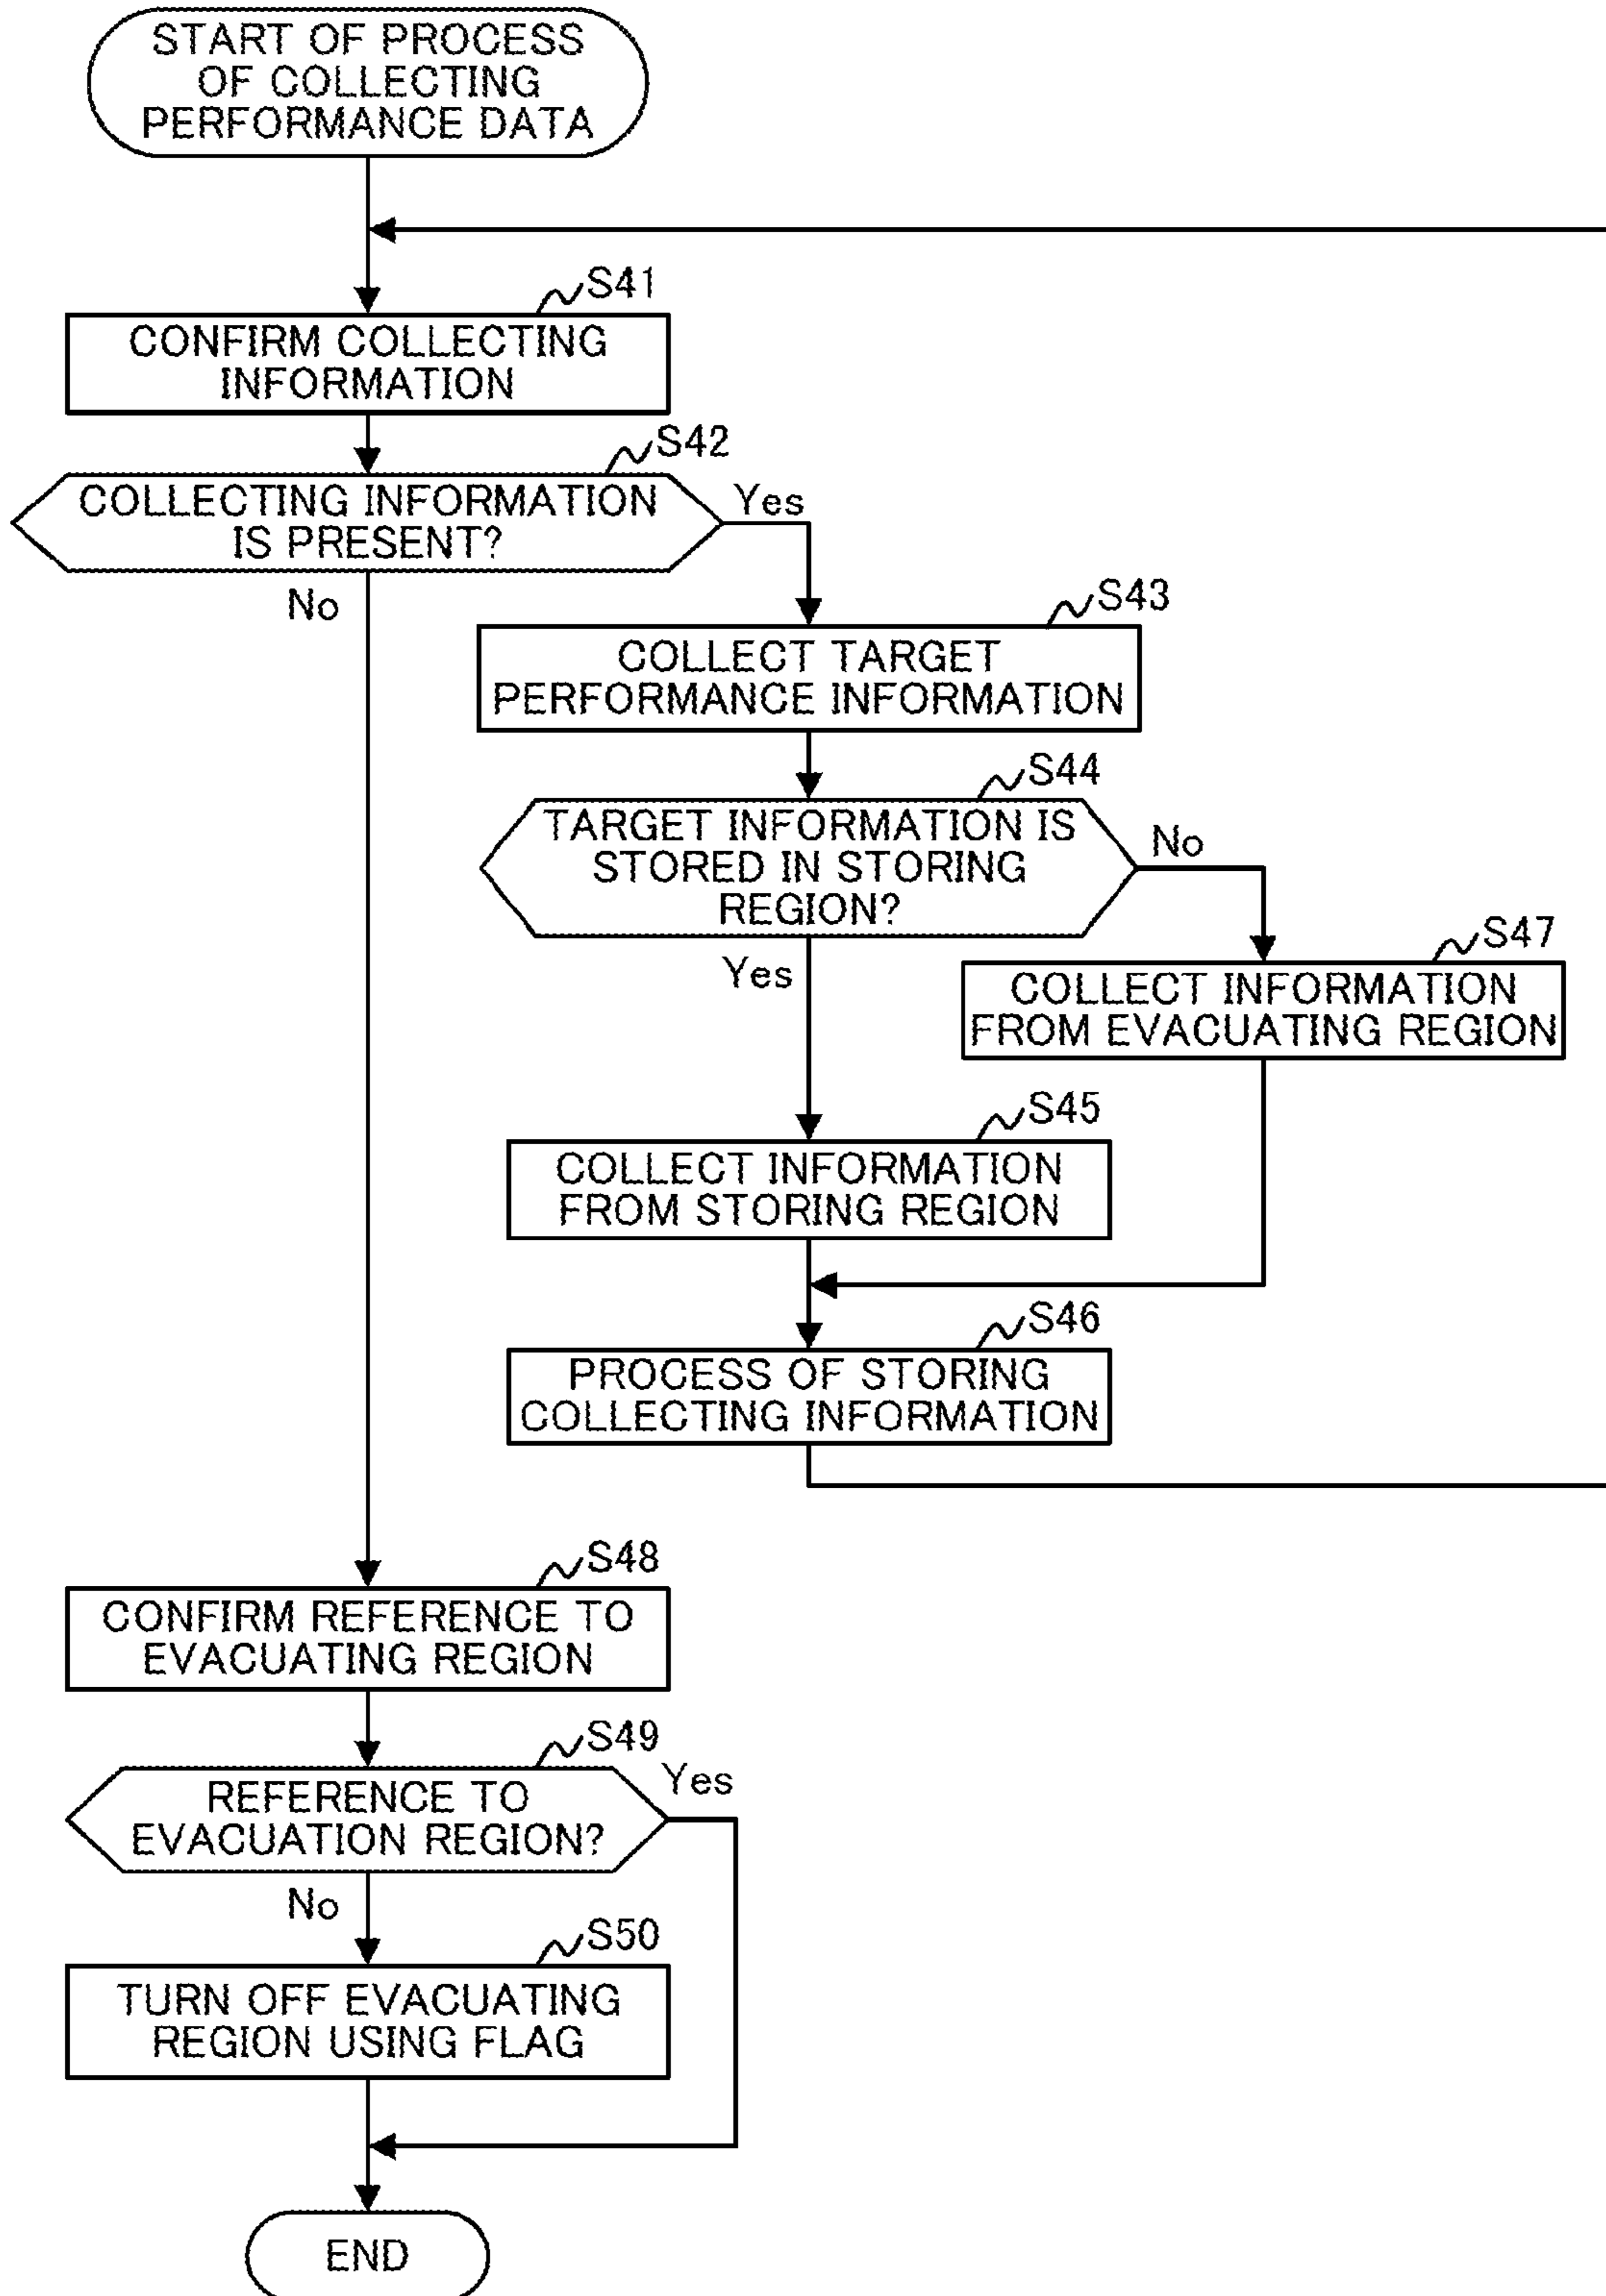 START OF PROCESS
OF COLLECTING
PERFORMANCE DATA
S41
CONFIRM COLLECTING
INFORMATION
S42
COLLECTING INFORMATION
IS PRESENT?
Yes
No
S43
COLLECT TARGET
PERFORMANCE INFORMATION
S44
TARGET INFORMATION IS
STORED IN STORING
REGION?
No
Yes
S47
COLLECT INFORMATION
FROM EVACUATING REGION
S45
COLLECT INFORMATION
FROM STORING REGION
S46
PROCESS OF STORING
COLLECTING INFORMATION
S48
CONFIRM REFERENCE TO
EVACUATING REGION
S49
REFERENCE TO
EVACUATION REGION?
Yes
No
S50
TURN OFF EVACUATING
REGION USING FLAG
END